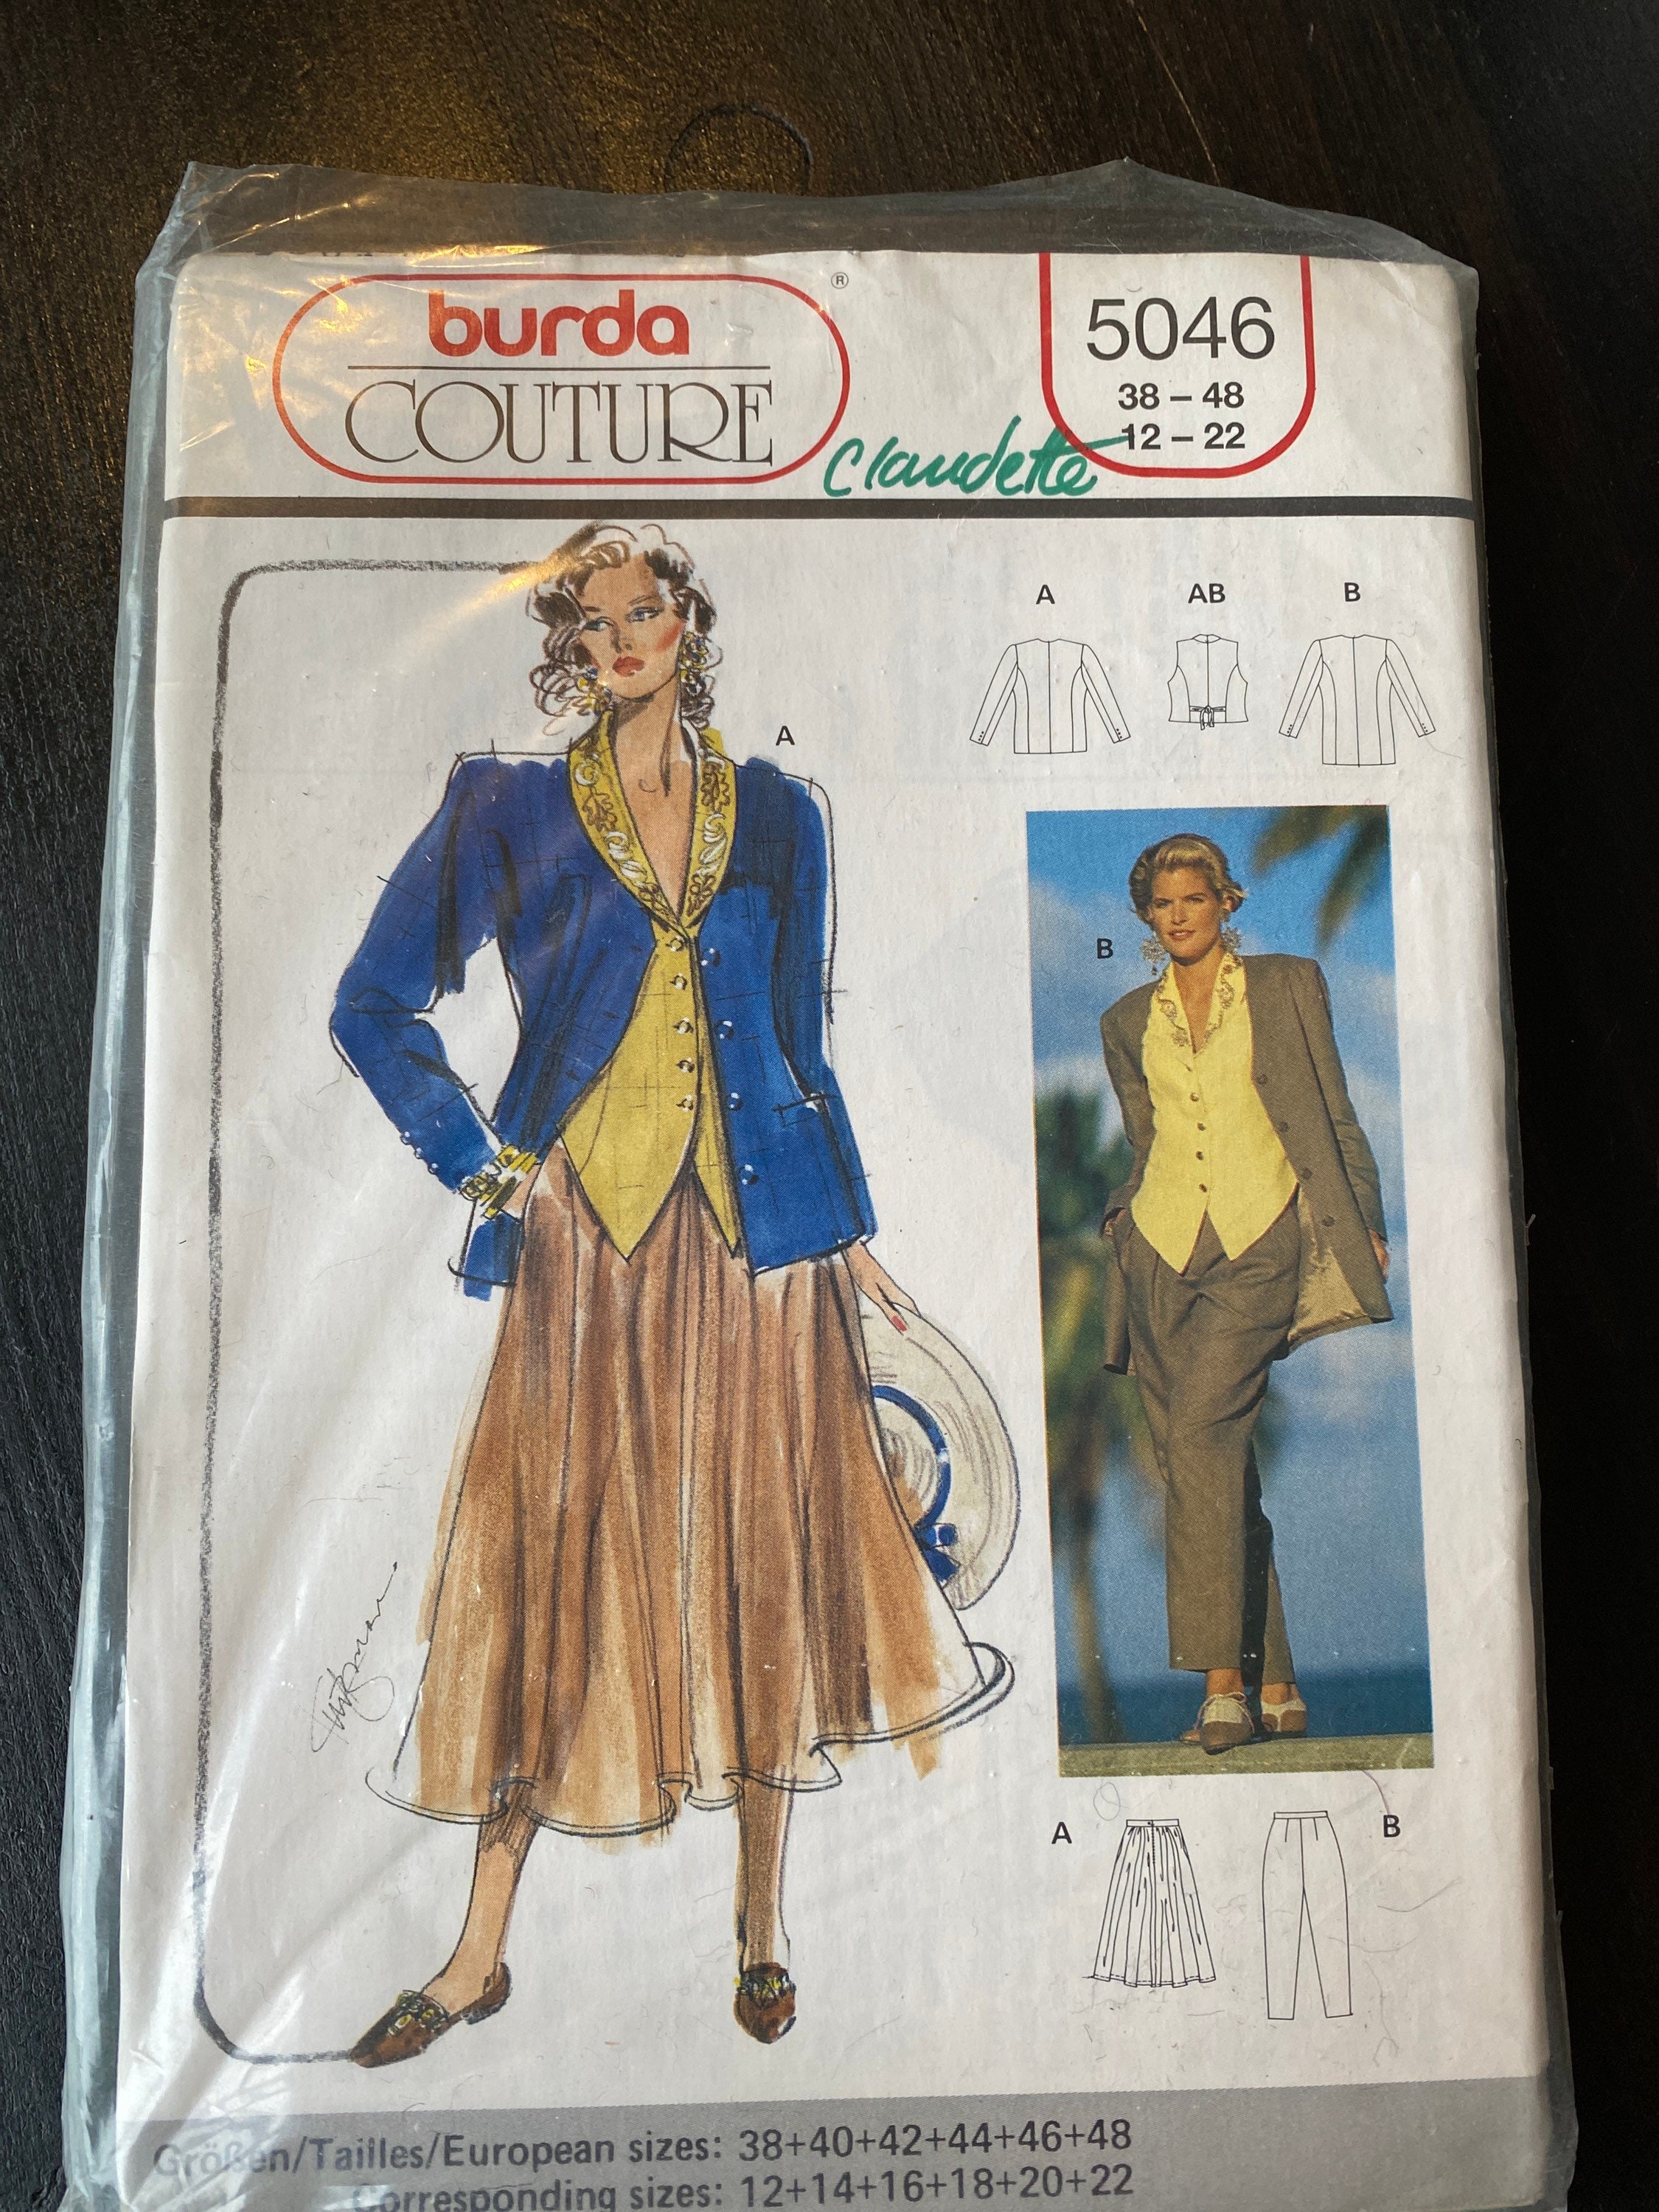 burda
®
COUTURE
5046
38 – 48
12 – 22
Claudette
A
AB
B
A
B
A
B
Größen/Tailles/European sizes: 38+40+42+44+46+48
Corresponding sizes: 12+14+16+18+20+22